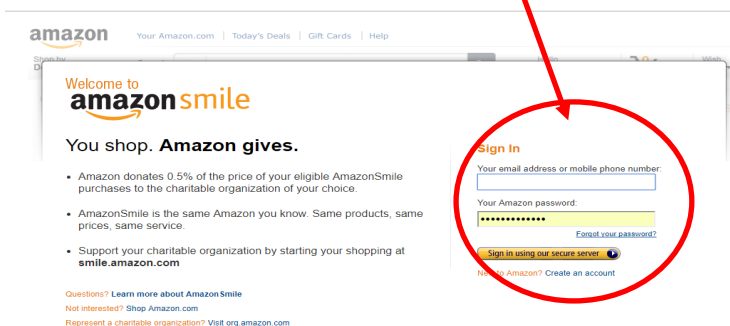 amazon
Your Amazon.com | Today's Deals | Gift Cards | Help
Shop by
Wish
Welcome to
amazonsmile
You shop. Amazon gives.
• Amazon donates 0.5% of the price of your eligible AmazonSmile
purchases to the charitable organization of your choice.
• AmazonSmile is the same Amazon you know. Same products, same
prices, same service.
• Support your charitable organization by starting your shopping at
smile.amazon.com
Questions? Learn more about AmazonSmile
Not interested? Shop Amazon.com
Represent a charitable organization? Visit org.amazon.com
Sign In
Your email address or mobile phone number:
Your Amazon password:
Forgot your password?
Sign in using our secure server
New to Amazon? Create an account